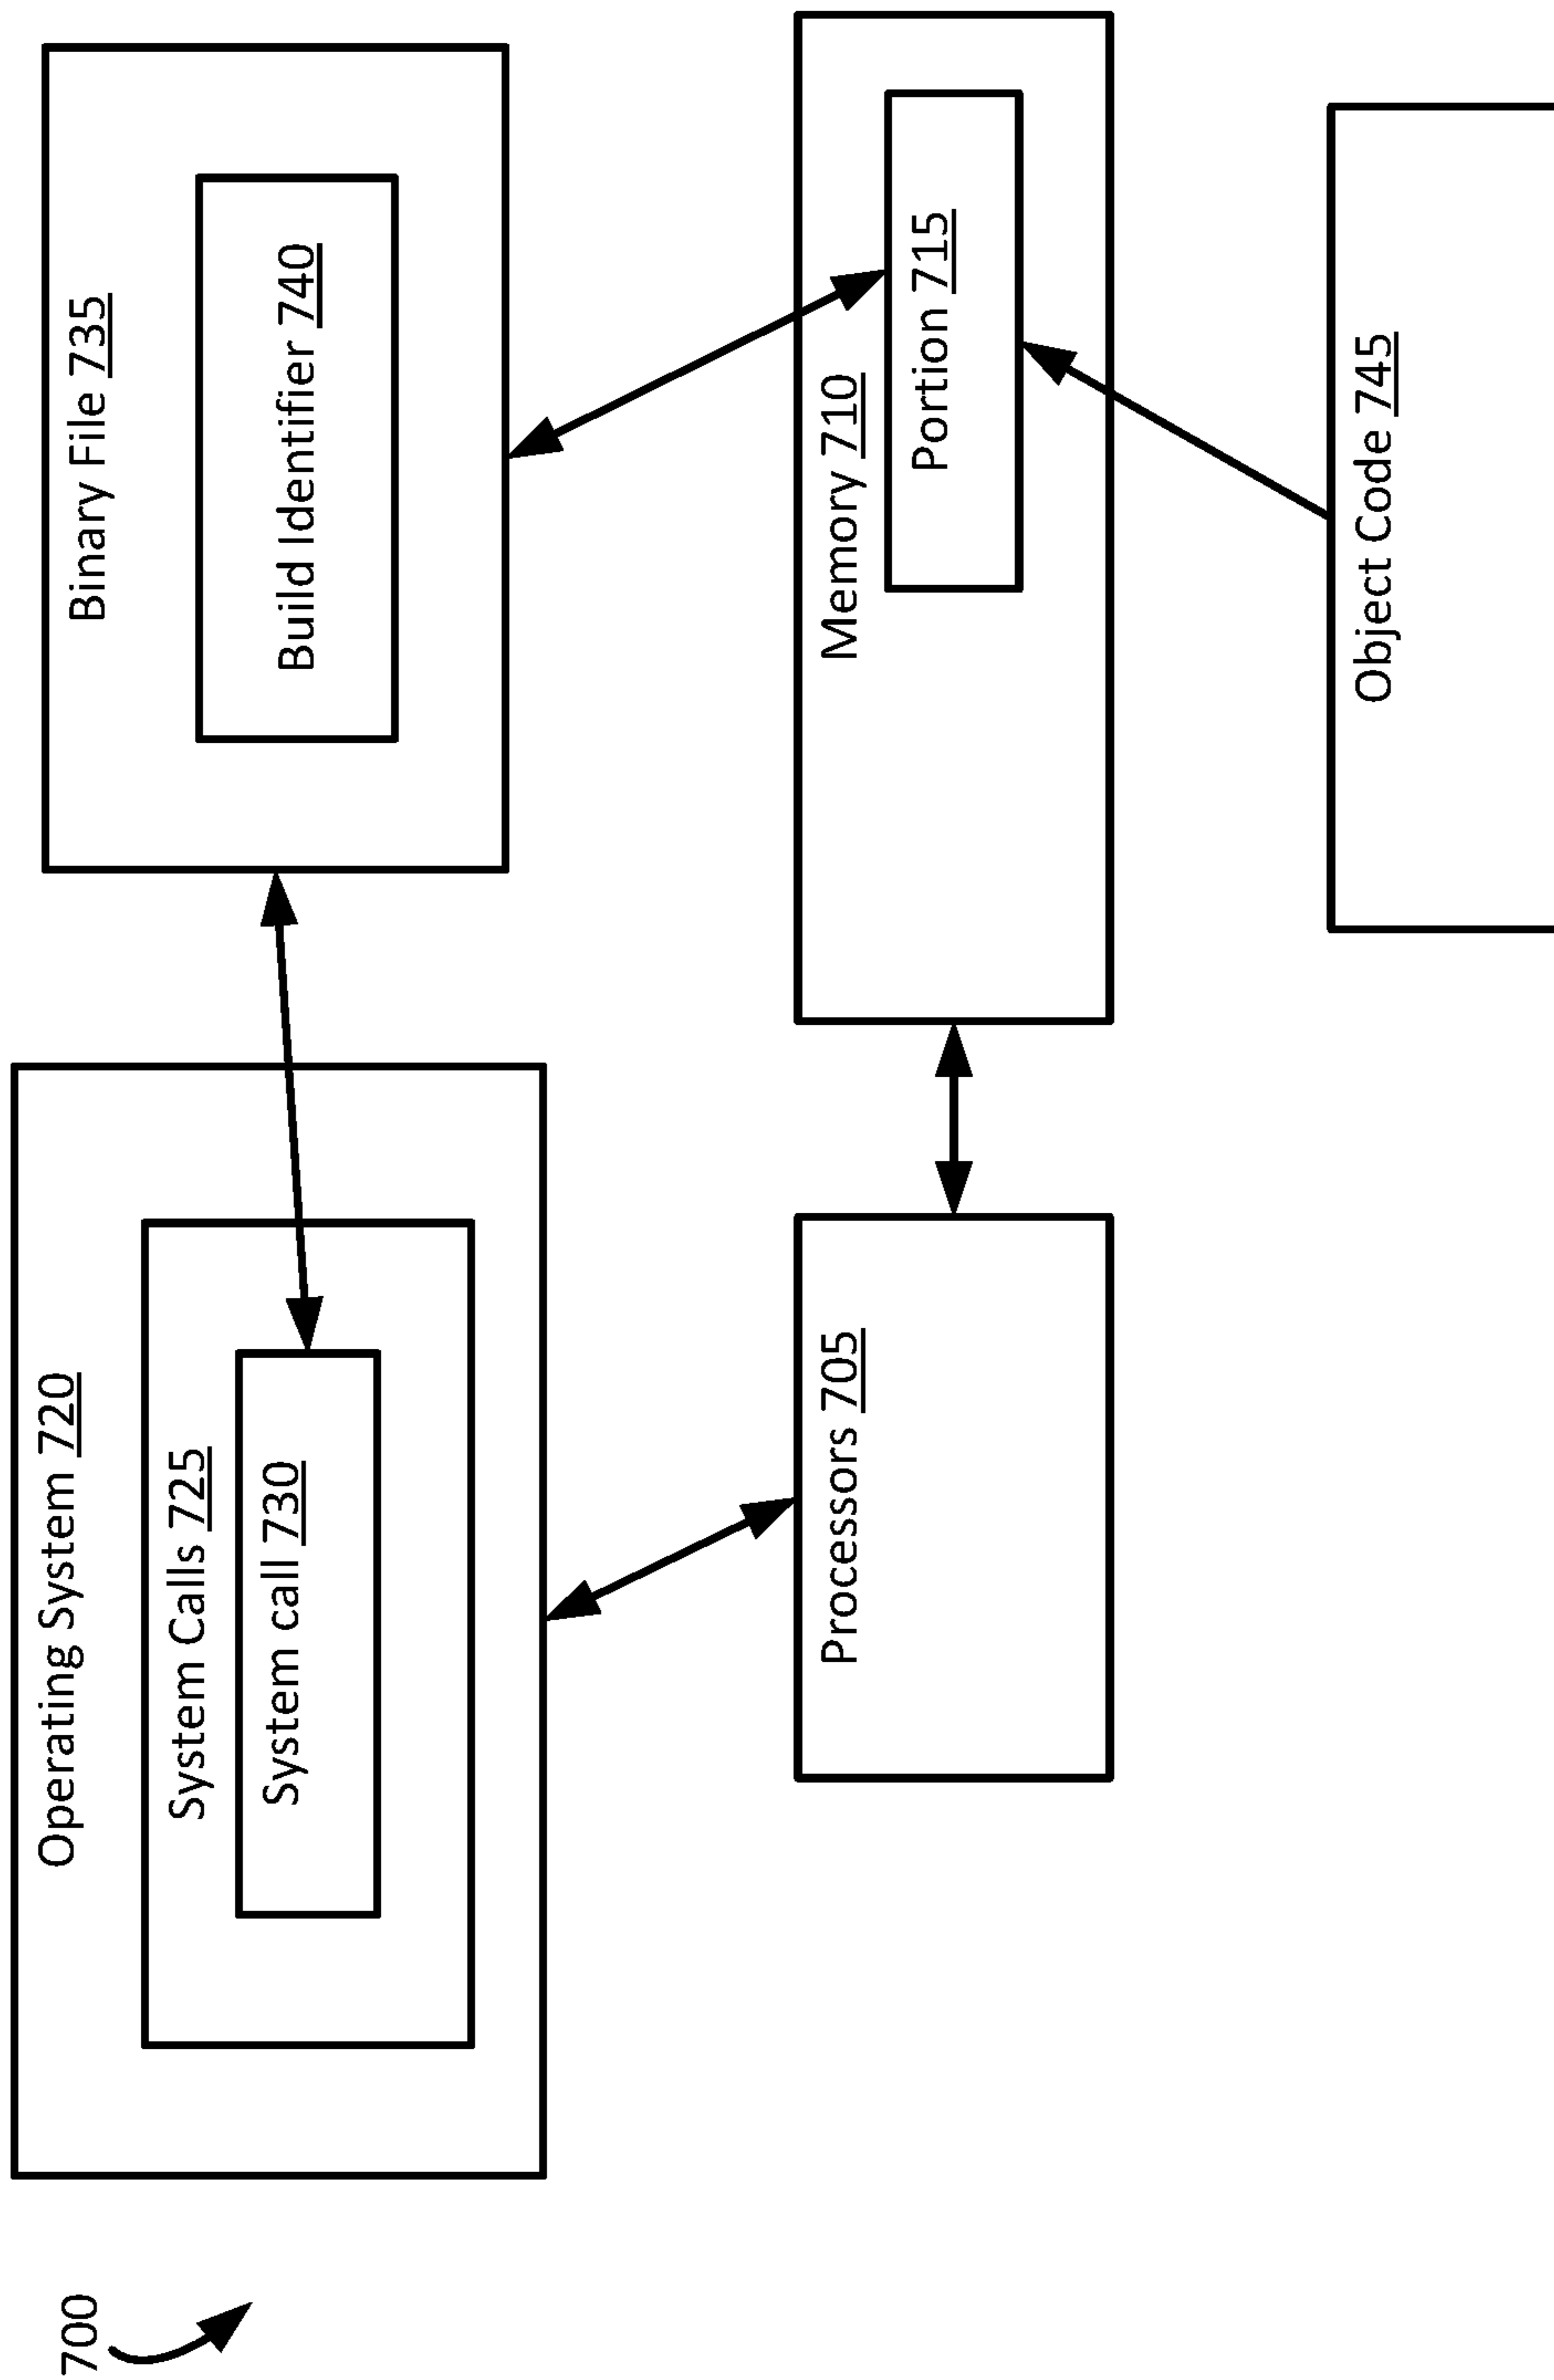 700
Operating System 720
System Calls 725
System call 730
Binary File 735
Build Identifier 740
Processors 705
Memory 710
Portion 715
Object Code 745